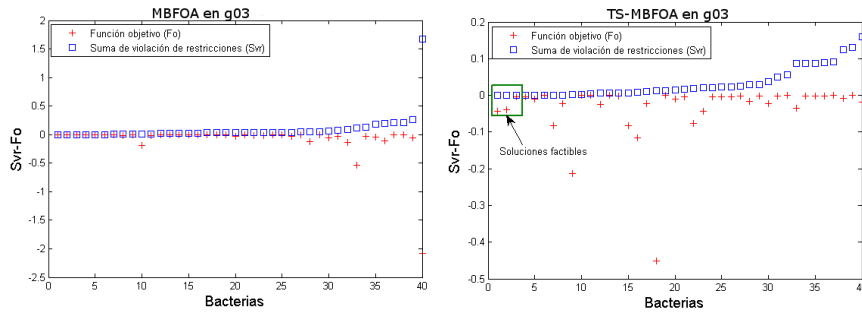 MBFOA en g03
Función objetivo (Fo)
Suma de violación de restricciones (Svr)
2
1.5
1
0.5
0
-0.5
-1
-1.5
-2
-2.5
Svr-Fo
0 5 10 15 20 25 30 35 40
Bacterias
TS-MBFOA en g03
Función objetivo (Fo)
Suma de violación de restricciones (Svr)
0.2
0.1
0
-0.1
-0.2
-0.3
-0.4
-0.5
Svr-Fo
Soluciones factibles
0 5 10 15 20 25 30 35 40
Bacterias